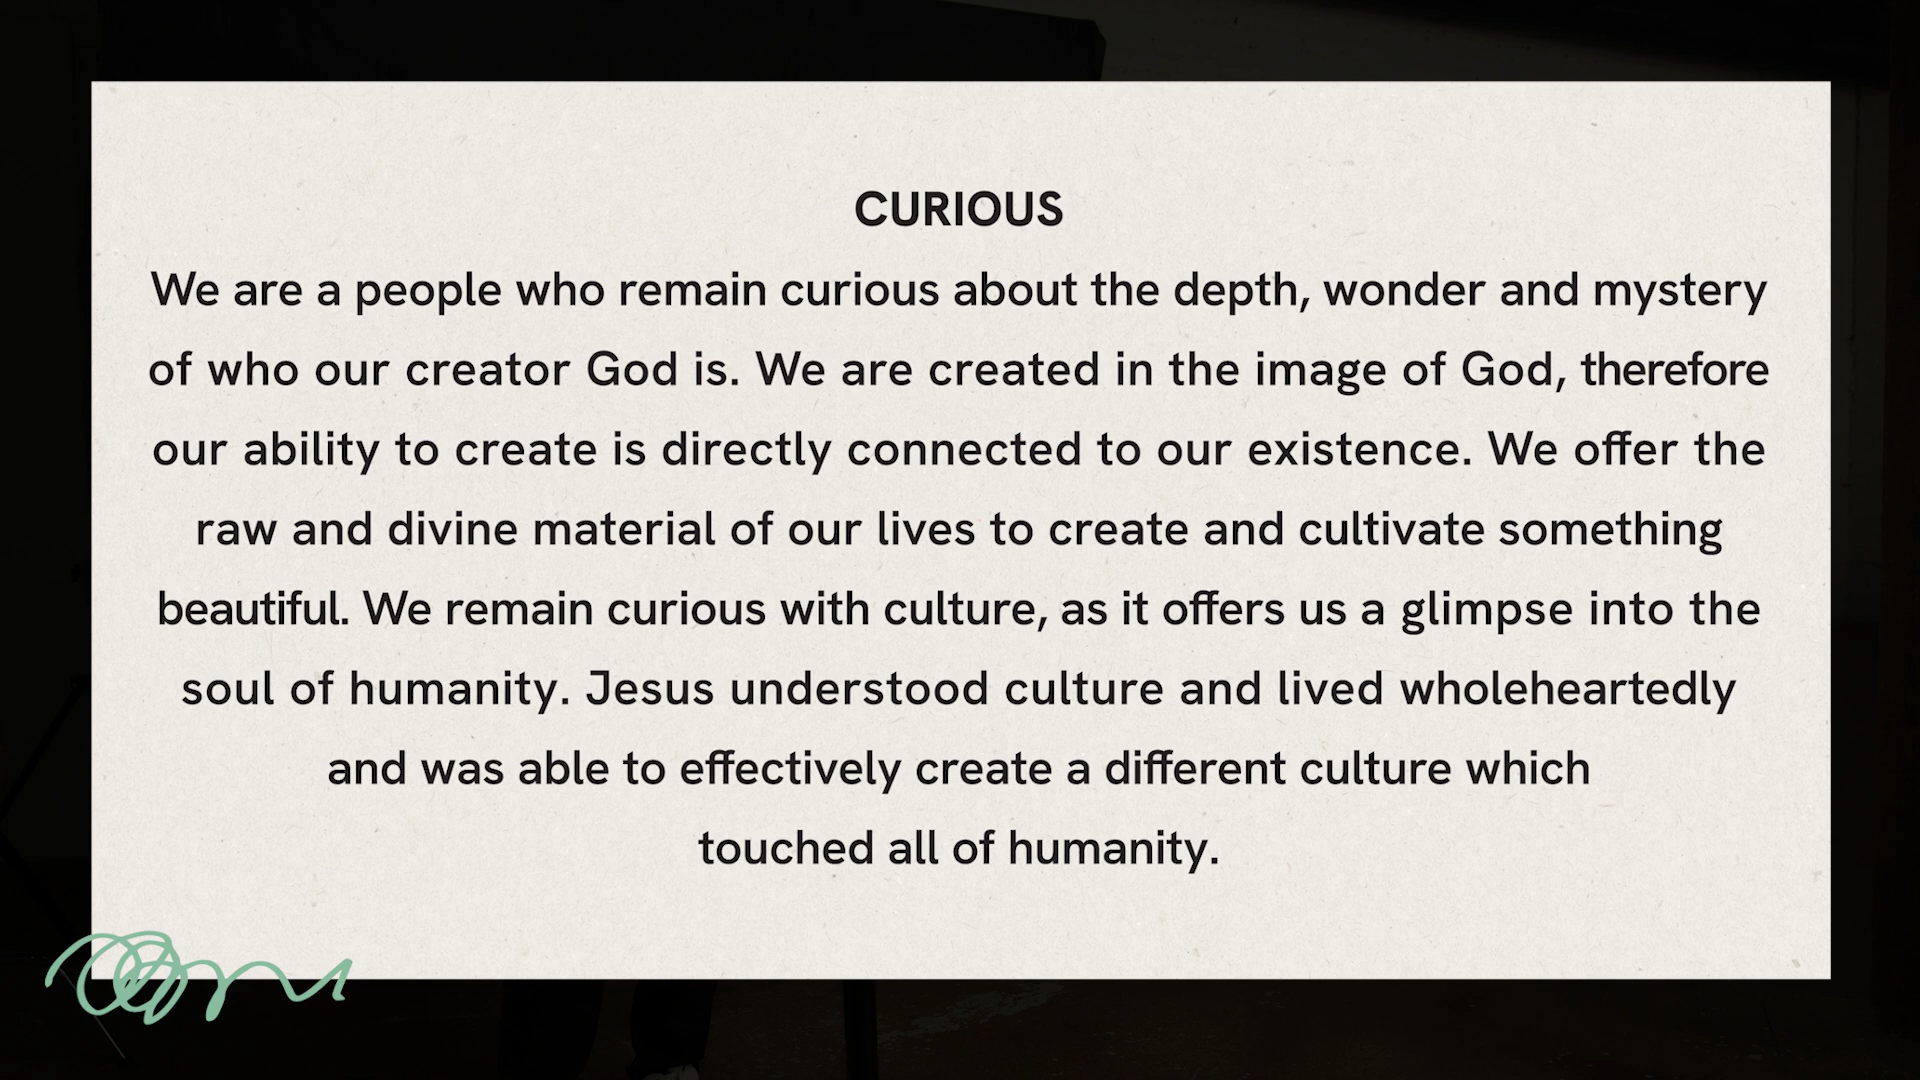 CURIOUS
We are a people who remain curious about the depth, wonder and mystery
of who our creator God is. We are created in the image of God, therefore
our ability to create is directly connected to our existence. We offer the
raw and divine material of our lives to create and cultivate something
beautiful. We remain curious with culture, as it offers us a glimpse into the
soul of humanity. Jesus understood culture and lived wholeheartedly
and was able to effectively create a different culture which
touched all of humanity.